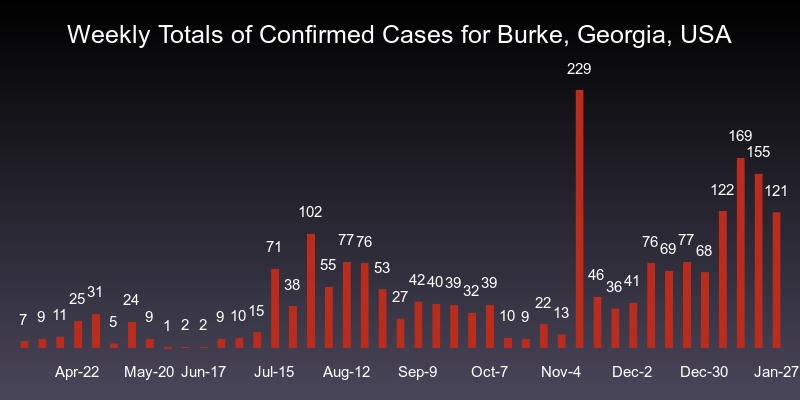 Weekly Totals of Confirmed Cases for Burke, Georgia, USA
7 9 11 25 31 5 24 9 1 2 2 9 10 15 71 38 102 55 77 76 53 27 42 40 39 32 39 10 9 22 13 229 46 36 41 76 69 77 68 122 169 155 121
Apr-22 May-20 Jun-17 Jul-15 Aug-12 Sep-9 Oct-7 Nov-4 Dec-2 Dec-30 Jan-27